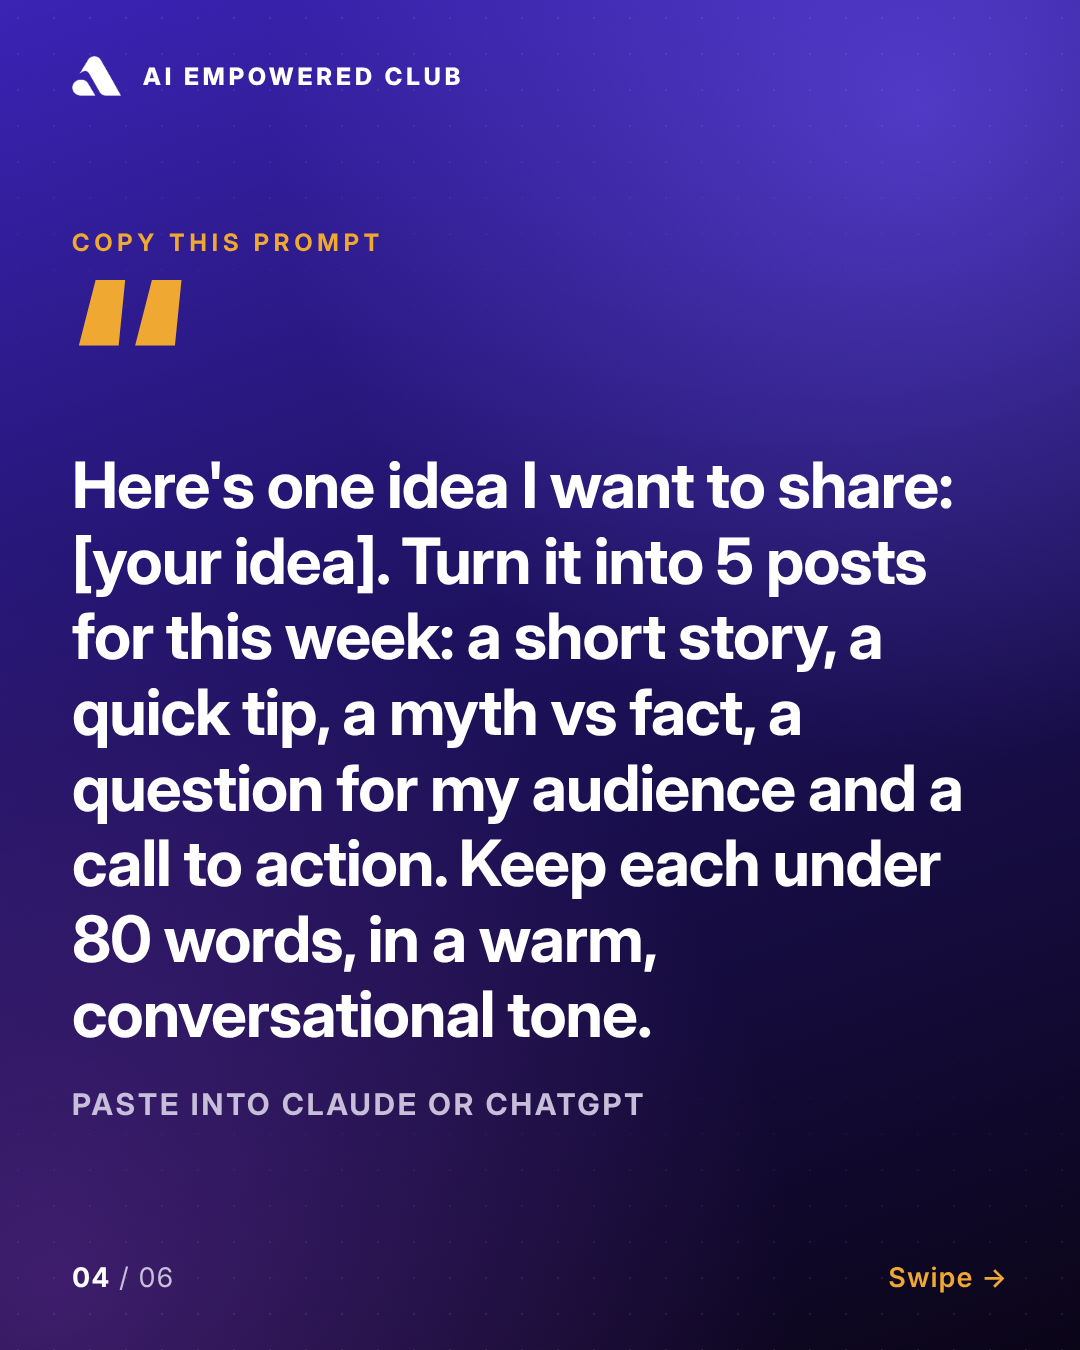 AI EMPOWERED CLUB
COPY THIS PROMPT
"
Here's one idea I want to share:
[your idea]. Turn it into 5 posts
for this week: a short story, a
quick tip, a myth vs fact, a
question for my audience and a
call to action. Keep each under
80 words, in a warm,
conversational tone.
PASTE INTO CLAUDE OR CHATGPT
04 / 06
Swipe →